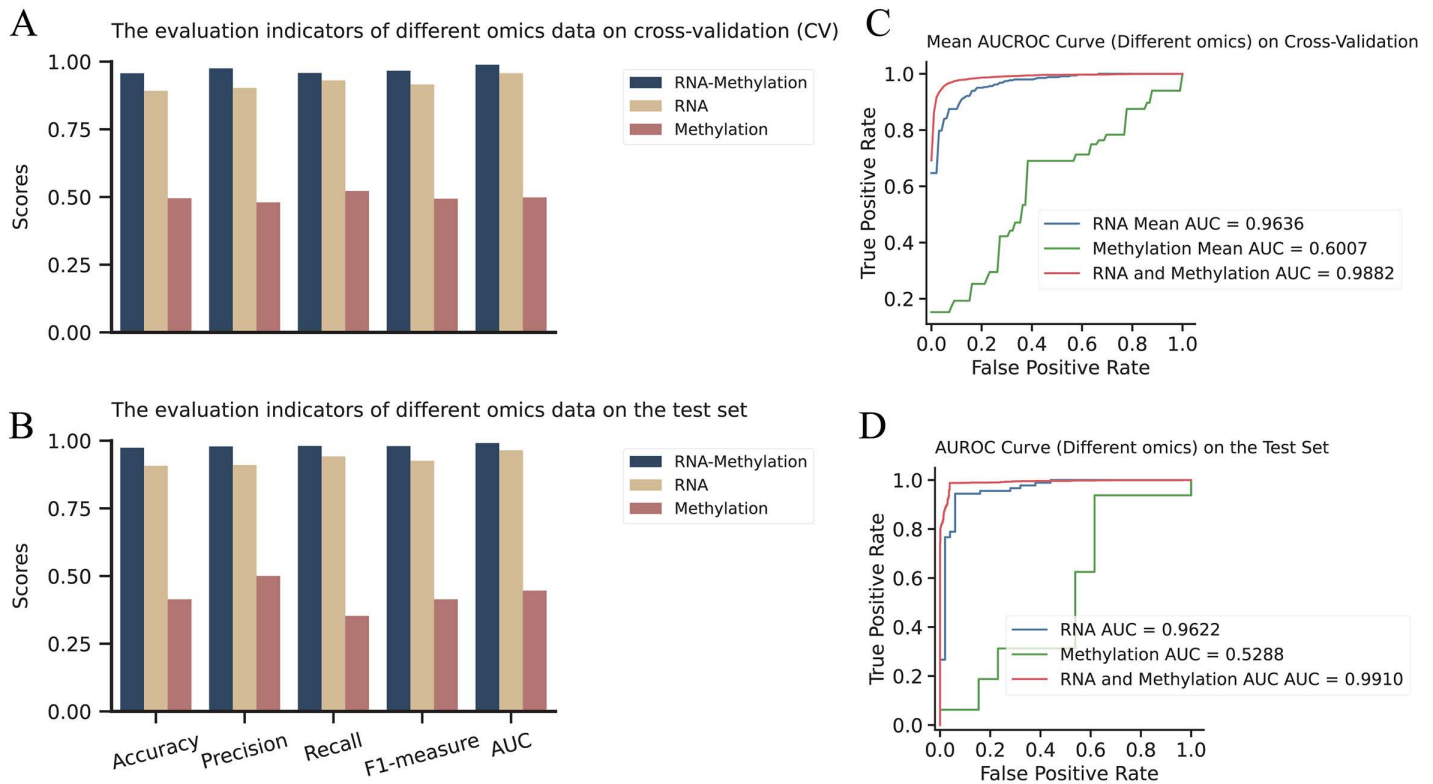 A
The evaluation indicators of different omics data on cross-validation (CV)
1.00
0.75
0.50
0.25
0.00
Scores
RNA-Methylation
RNA
Methylation
B
The evaluation indicators of different omics data on the test set
1.00
0.75
0.50
0.25
0.00
Scores
RNA-Methylation
RNA
Methylation
Accuracy
Precision
Recall
F1-measure
AUC
C
Mean AUCROC Curve (Different omics) on Cross-Validation
1.0
0.8
0.6
0.4
0.2
True Positive Rate
RNA Mean AUC = 0.9636
Methylation Mean AUC = 0.6007
RNA and Methylation AUC = 0.9882
0.0 0.2 0.4 0.6 0.8 1.0
False Positive Rate
D
AUROC Curve (Different omics) on the Test Set
1.0
0.8
0.6
0.4
0.2
0.0
True Positive Rate
RNA AUC = 0.9622
Methylation AUC = 0.5288
RNA and Methylation AUC AUC = 0.9910
0.0 0.2 0.4 0.6 0.8 1.0
False Positive Rate